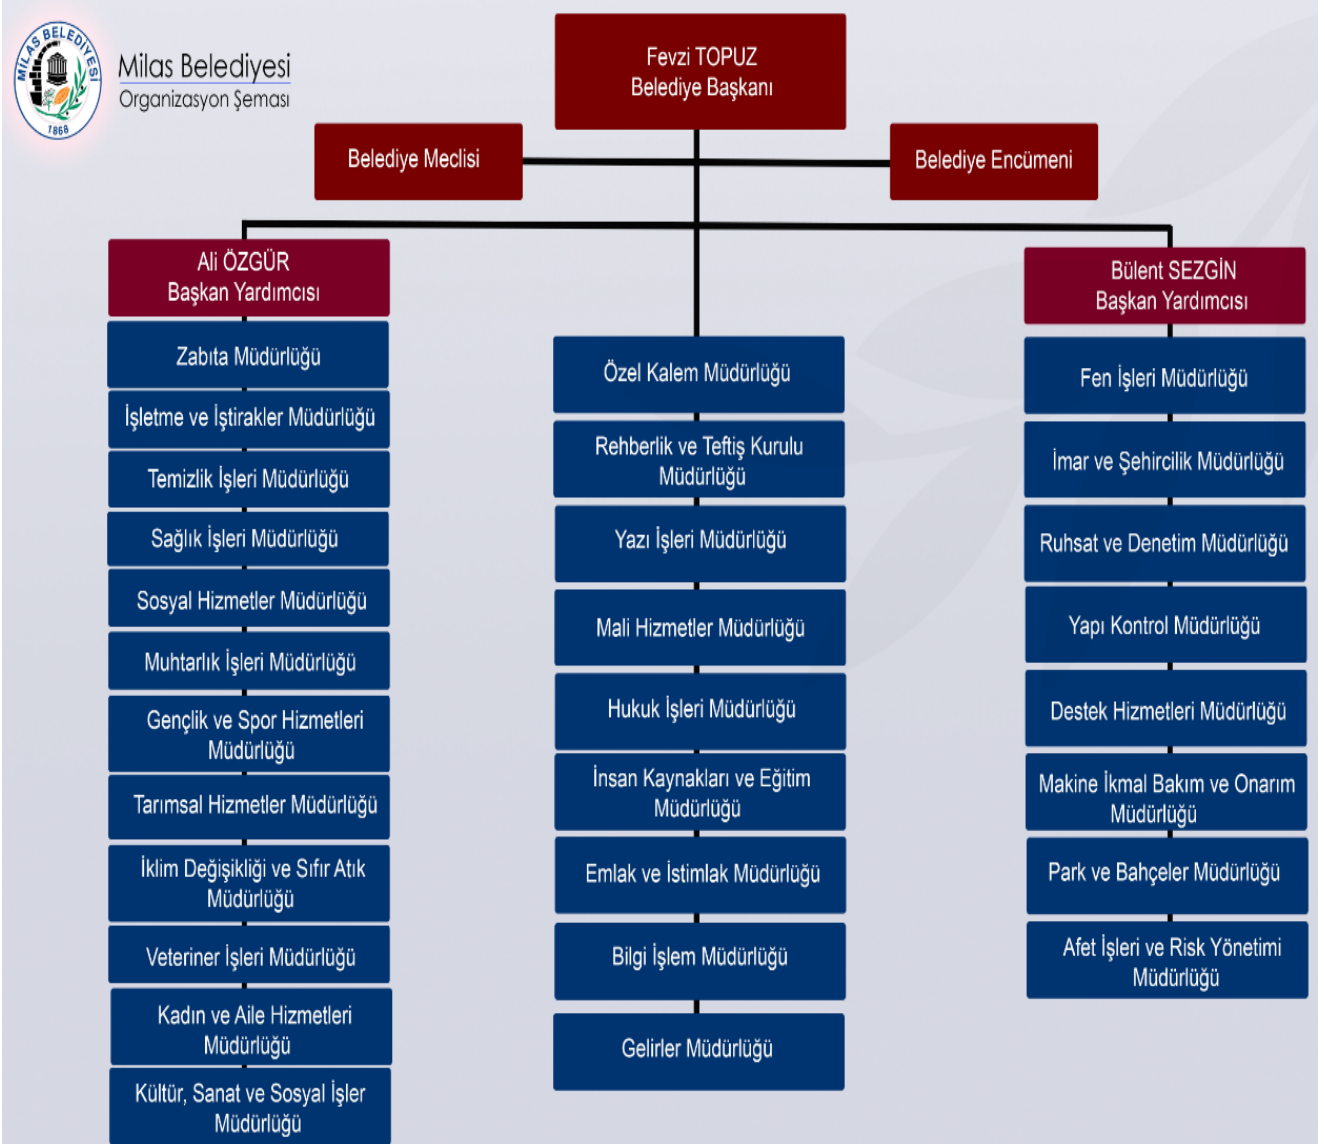 MİLAS BELEDİYESİ
1868
Milas Belediyesi
Organizasyon Şeması
Fevzi TOPUZ
Belediye Başkanı
Belediye Meclisi
Belediye Encümeni
Ali ÖZGÜR
Başkan Yardımcısı
Zabıta Müdürlüğü
İşletme ve İştirakler Müdürlüğü
Temizlik İşleri Müdürlüğü
Sağlık İşleri Müdürlüğü
Sosyal Hizmetler Müdürlüğü
Muhtarlık İşleri Müdürlüğü
Gençlik ve Spor Hizmetleri
Müdürlüğü
Tarımsal Hizmetler Müdürlüğü
İklim Değişikliği ve Sıfır Atık
Müdürlüğü
Veteriner İşleri Müdürlüğü
Kadın ve Aile Hizmetleri
Müdürlüğü
Kültür, Sanat ve Sosyal İşler
Müdürlüğü
Özel Kalem Müdürlüğü
Rehberlik ve Teftiş Kurulu
Müdürlüğü
Yazı İşleri Müdürlüğü
Mali Hizmetler Müdürlüğü
Hukuk İşleri Müdürlüğü
İnsan Kaynakları ve Eğitim
Müdürlüğü
Emlak ve İstimlak Müdürlüğü
Bilgi İşlem Müdürlüğü
Gelirler Müdürlüğü
Bülent SEZGİN
Başkan Yardımcısı
Fen İşleri Müdürlüğü
İmar ve Şehircilik Müdürlüğü
Ruhsat ve Denetim Müdürlüğü
Yapı Kontrol Müdürlüğü
Destek Hizmetleri Müdürlüğü
Makine İkmal Bakım ve Onarım
Müdürlüğü
Park ve Bahçeler Müdürlüğü
Afet İşleri ve Risk Yönetimi
Müdürlüğü